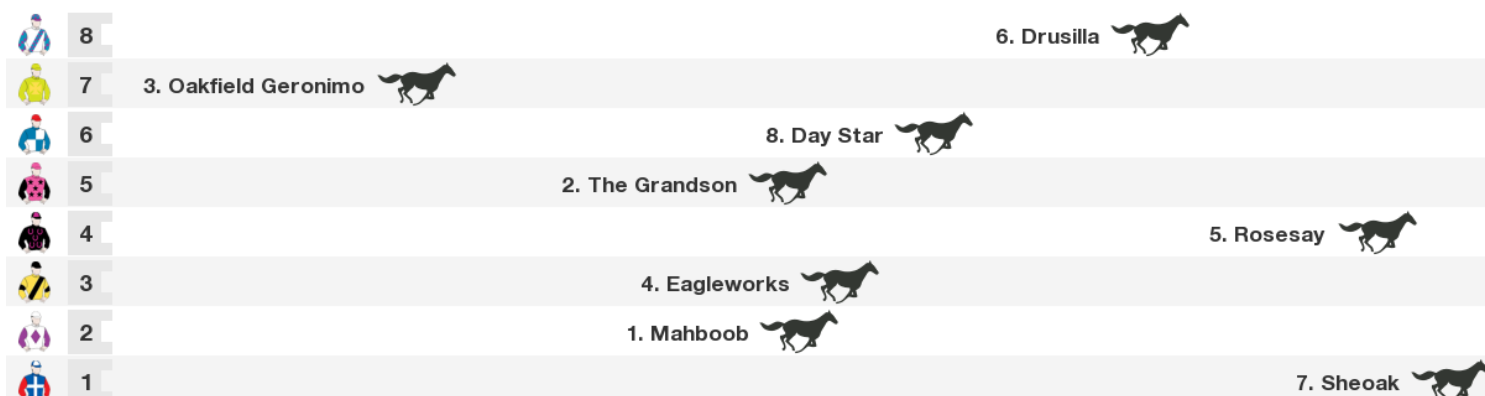 8 6. Drusilla
7 3. Oakfield Geronimo
6 8. Day Star
5 2. The Grandson
4 5. Rosesay
3 4. Eagleworks
2 1. Mahboob
1 7. Sheoak